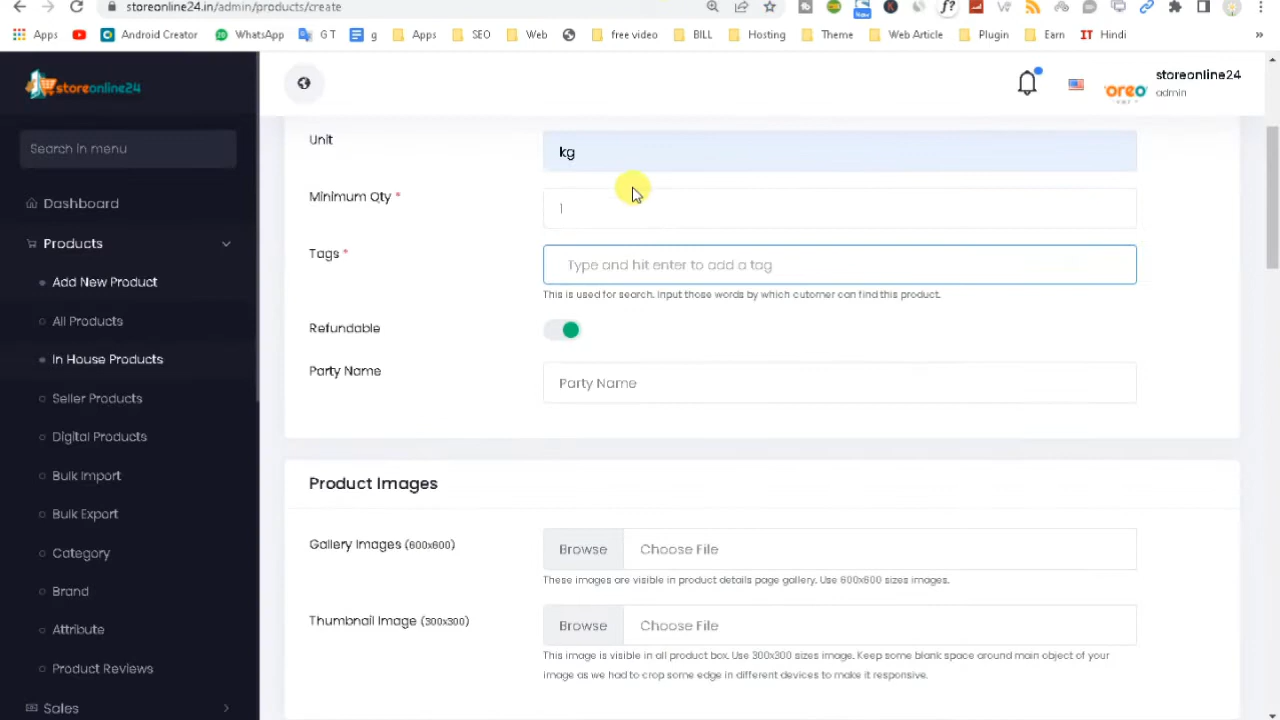 storeonline24.in/admin/products/create
Apps
Android Creator
WhatsApp
G T
g
Apps
SEO
Web
free video
BILL
Hosting
Theme
Web Article
Plugin
Earn
IT Hindi
»
storeonline24
storeonline24
admin
oreo
Search in menu
Dashboard
Products
Add New Product
All Products
In House Products
Seller Products
Digital Products
Bulk Import
Bulk Export
Category
Brand
Attribute
Product Reviews
Sales
Unit
kg
Minimum Qty *
1
Tags *
Type and hit enter to add a tag
This is used for search. Input those words by which cutomer can find this product.
Refundable
Party Name
Party Name
Product Images
Gallery Images (600x600)
Browse
Choose File
These images are visible in product details page gallery. Use 600x600 sizes images.
Thumbnail Image (300x300)
Browse
Choose File
This image is visible in all product box. Use 300x300 sizes image. Keep some blank space around main object of your
image as we had to crop some edge in different devices to make it responsive.